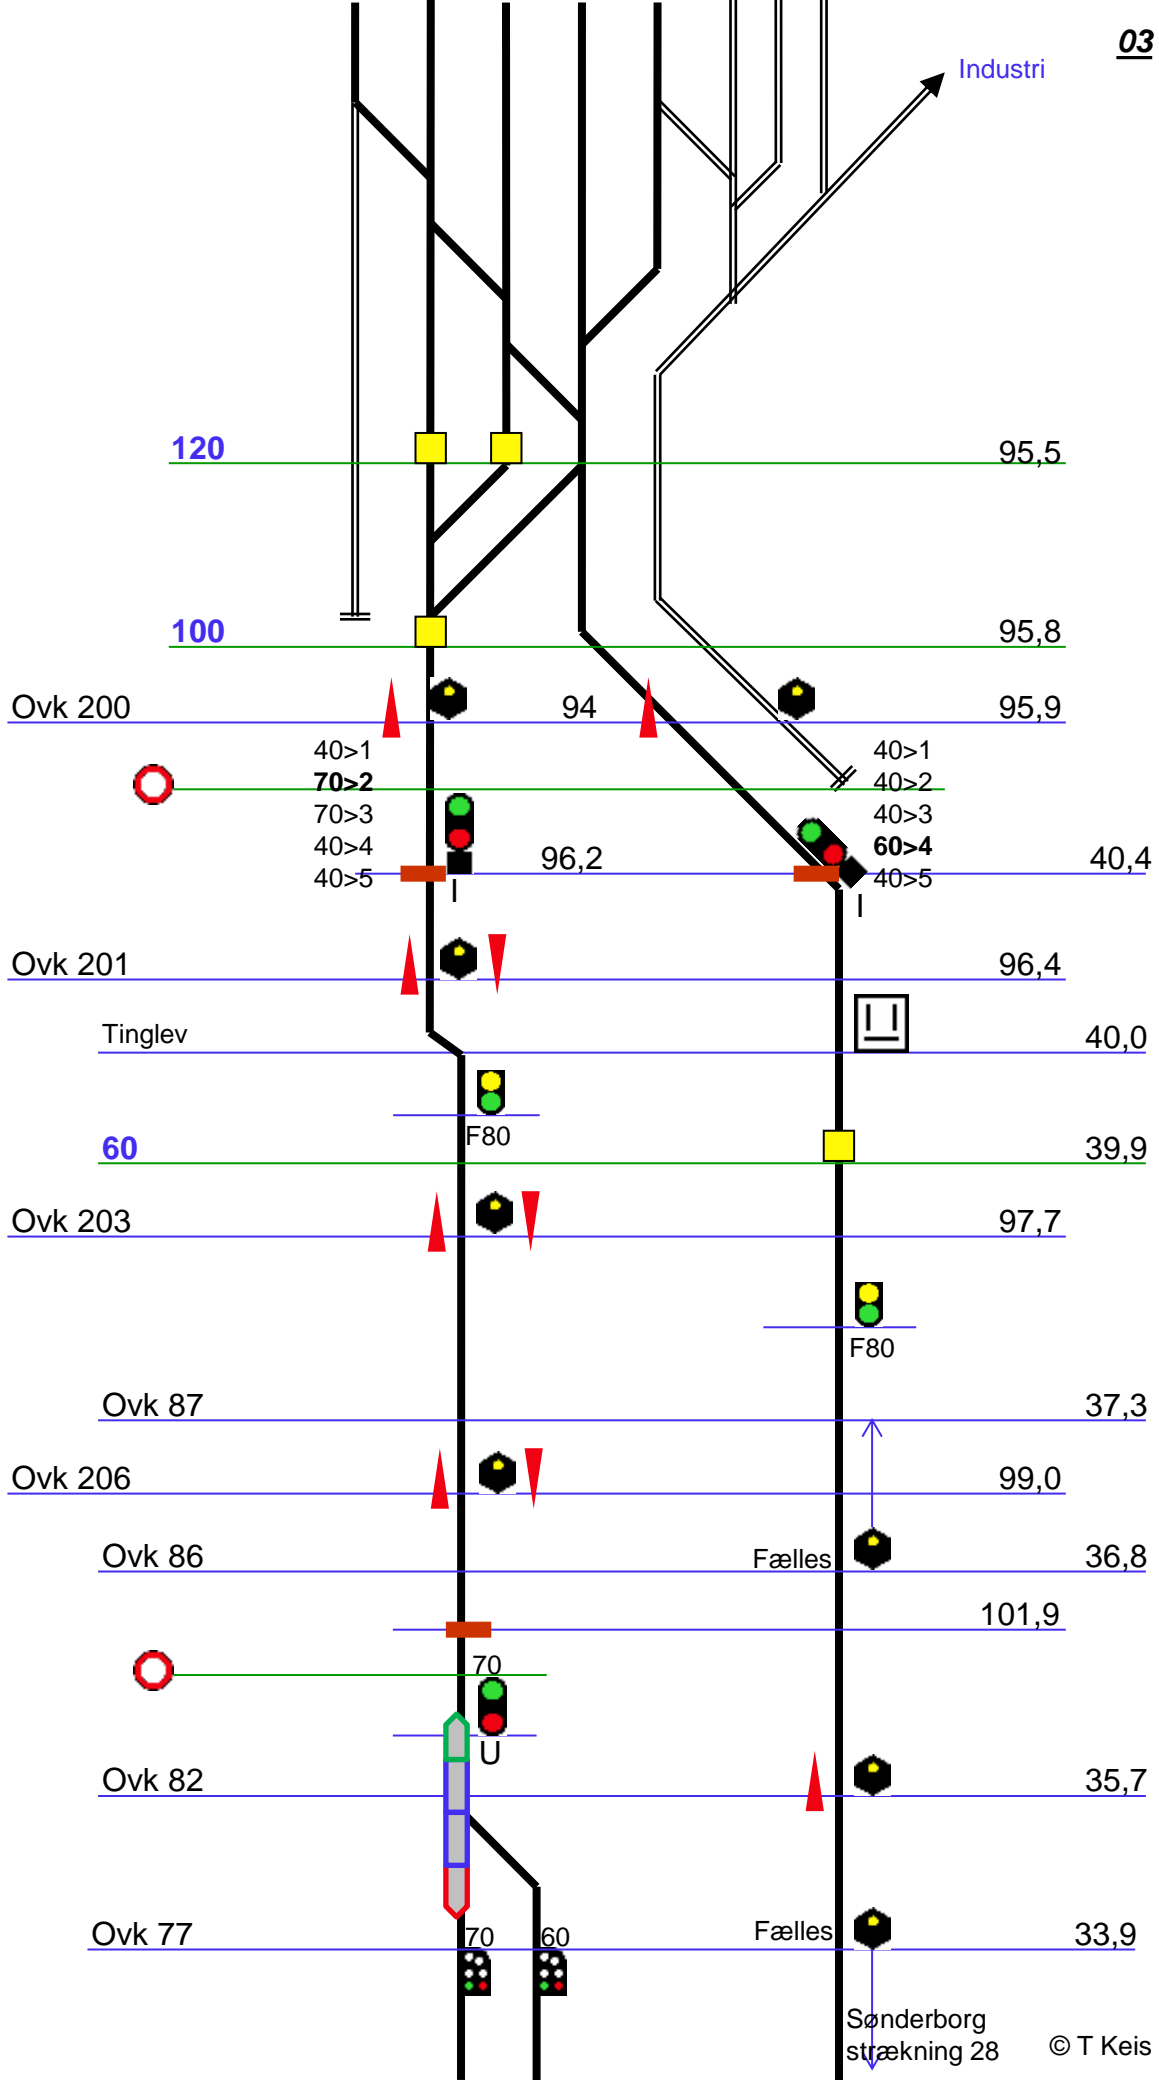 03
Industri
120 95,5
100 95,8
Ovk 200 94 95,9
40>1 40>1
70>2 40>2
70>3 40>3
40>4 60>4
96,2 40,4
40>5 40>5
I I
Ovk 201 96,4
Tinglev 40,0
F80
60 39,9
Ovk 203 97,7
F80
Ovk 87 37,3
Ovk 206 99,0
Ovk 86 Fælles 36,8
101,9
70
U
Ovk 82 35,7
Ovk 77 70 60 Fælles 33,9
Sønderborg
strækning 28 © T Keis